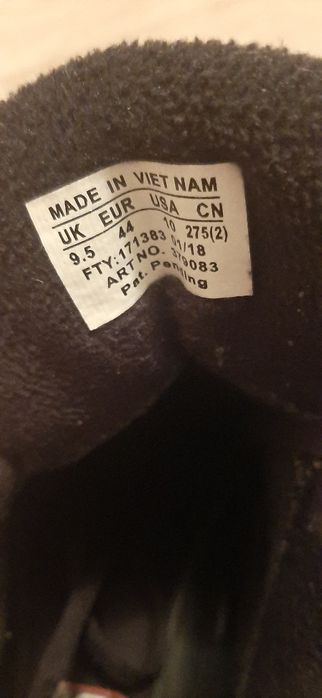 MADE IN VIET NAM
UK EUR USA CN
9.5 44 10 275(2)
FTY:171383 01/18
ART NO. 379083
Pat. Pending